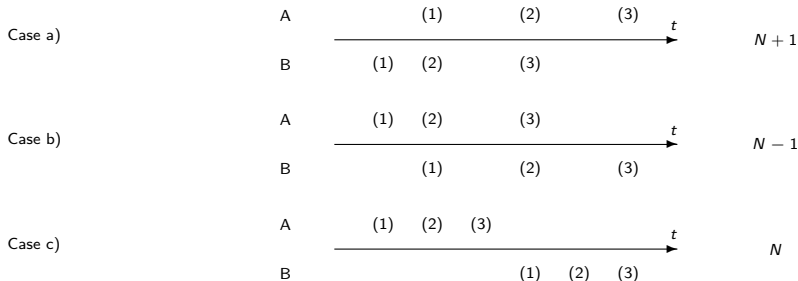 A (1) (2) (3)
Case a) t N + 1
B (1) (2) (3)
A (1) (2) (3)
Case b) t N − 1
B (1) (2) (3)
A (1) (2) (3)
Case c) t N
B (1) (2) (3)